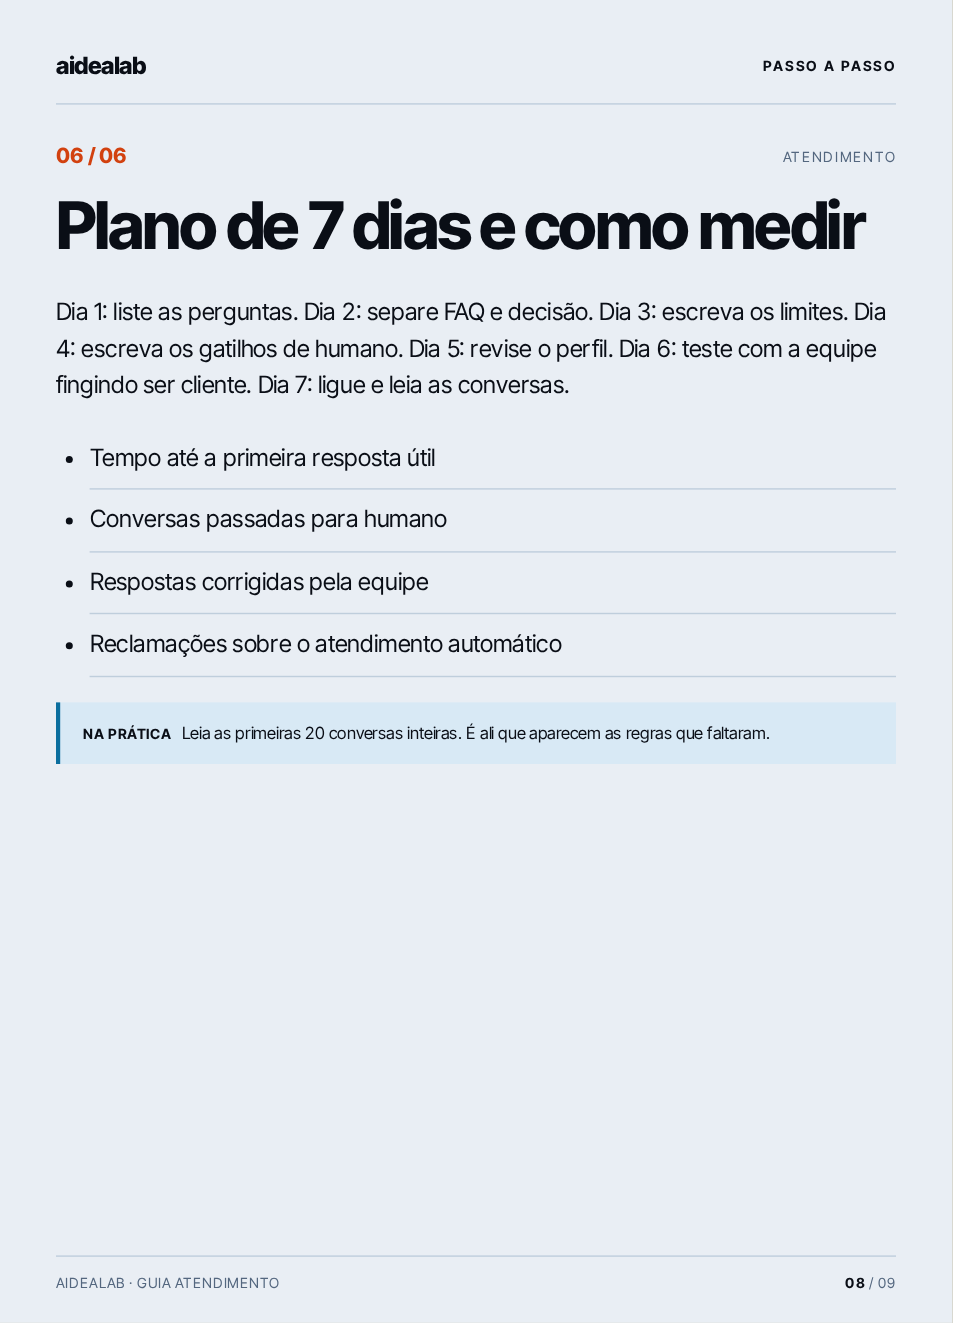 aidealab
PASSO A PASSO
06 / 06
ATENDIMENTO
Plano de 7 dias e como medir
Dia 1: liste as perguntas. Dia 2: separe FAQ e decisão. Dia 3: escreva os limites. Dia
4: escreva os gatilhos de humano. Dia 5: revise o perfil. Dia 6: teste com a equipe
fingindo ser cliente. Dia 7: ligue e leia as conversas.
• Tempo até a primeira resposta útil
• Conversas passadas para humano
• Respostas corrigidas pela equipe
• Reclamações sobre o atendimento automático
NA PRÁTICA Leia as primeiras 20 conversas inteiras. É ali que aparecem as regras que faltaram.
AIDEALAB · GUIA ATENDIMENTO
08 / 09